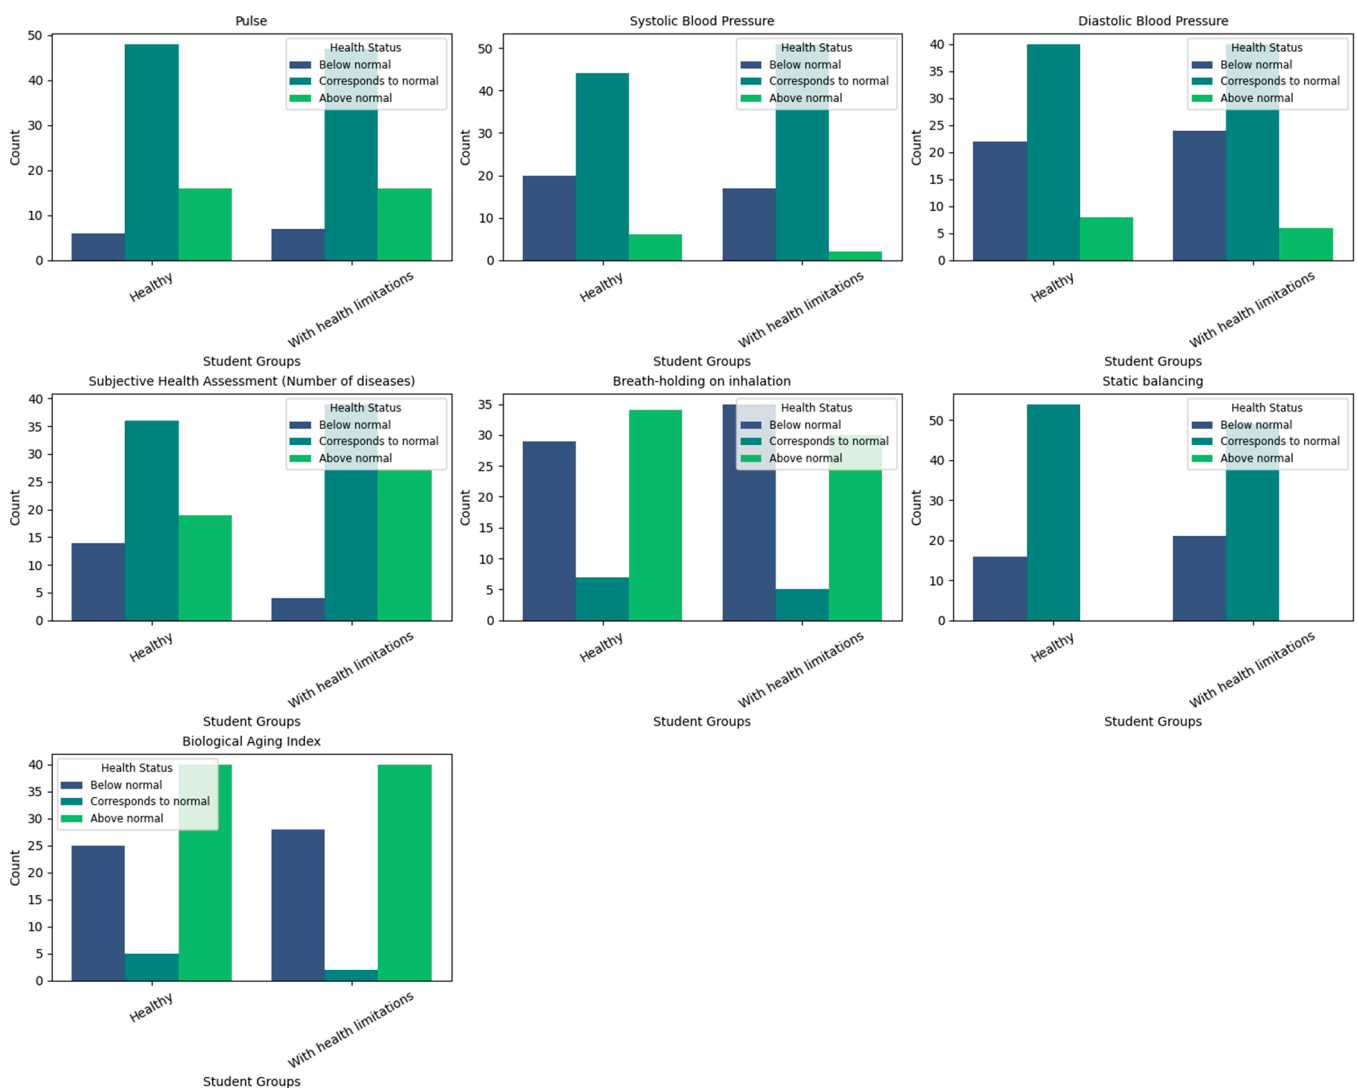 Pulse
Count
50
40
30
20
10
0
Health Status
Below normal
Corresponds to normal
Above normal
Healthy
With health limitations
Student Groups
Systolic Blood Pressure
Count
50
40
30
20
10
0
Health Status
Below normal
Corresponds to normal
Above normal
Healthy
With health limitations
Student Groups
Diastolic Blood Pressure
Count
40
35
30
25
20
15
10
5
0
Health Status
Below normal
Corresponds to normal
Above normal
Healthy
With health limitations
Student Groups
Subjective Health Assessment (Number of diseases)
Count
40
35
30
25
20
15
10
5
0
Health Status
Below normal
Corresponds to normal
Above normal
Healthy
With health limitations
Student Groups
Breath-holding on inhalation
Count
35
30
25
20
15
10
5
0
Health Status
Below normal
Corresponds to normal
Above normal
Healthy
With health limitations
Student Groups
Static balancing
Count
50
40
30
20
10
0
Health Status
Below normal
Corresponds to normal
Above normal
Healthy
With health limitations
Student Groups
Biological Aging Index
Count
40
35
30
25
20
15
10
5
0
Health Status
Below normal
Corresponds to normal
Above normal
Healthy
With health limitations
Student Groups